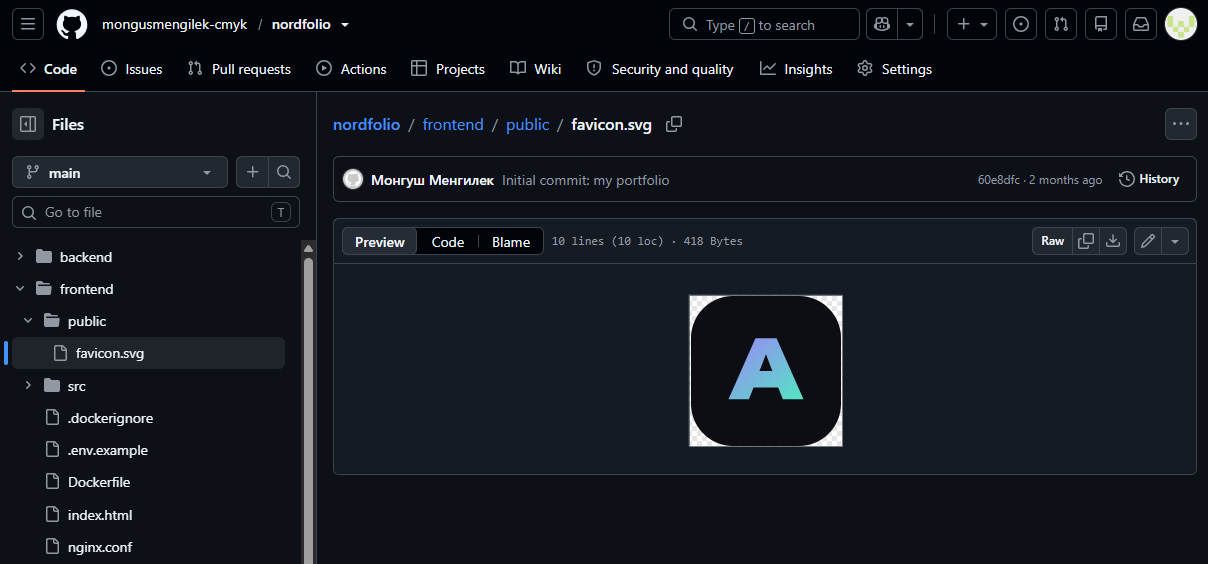 mongusmengilek-cmyk / nordfolio
Type / to search
Code
Issues
Pull requests
Actions
Projects
Wiki
Security and quality
Insights
Settings
Files
main
Go to file
T
backend
frontend
public
favicon.svg
src
.dockerignore
.env.example
Dockerfile
index.html
nginx.conf
nordfolio / frontend / public / favicon.svg
Монгуш Менгилек Initial commit: my portfolio
60e8dfc · 2 months ago
History
Preview
Code
Blame
10 lines (10 loc) · 418 Bytes
Raw
A